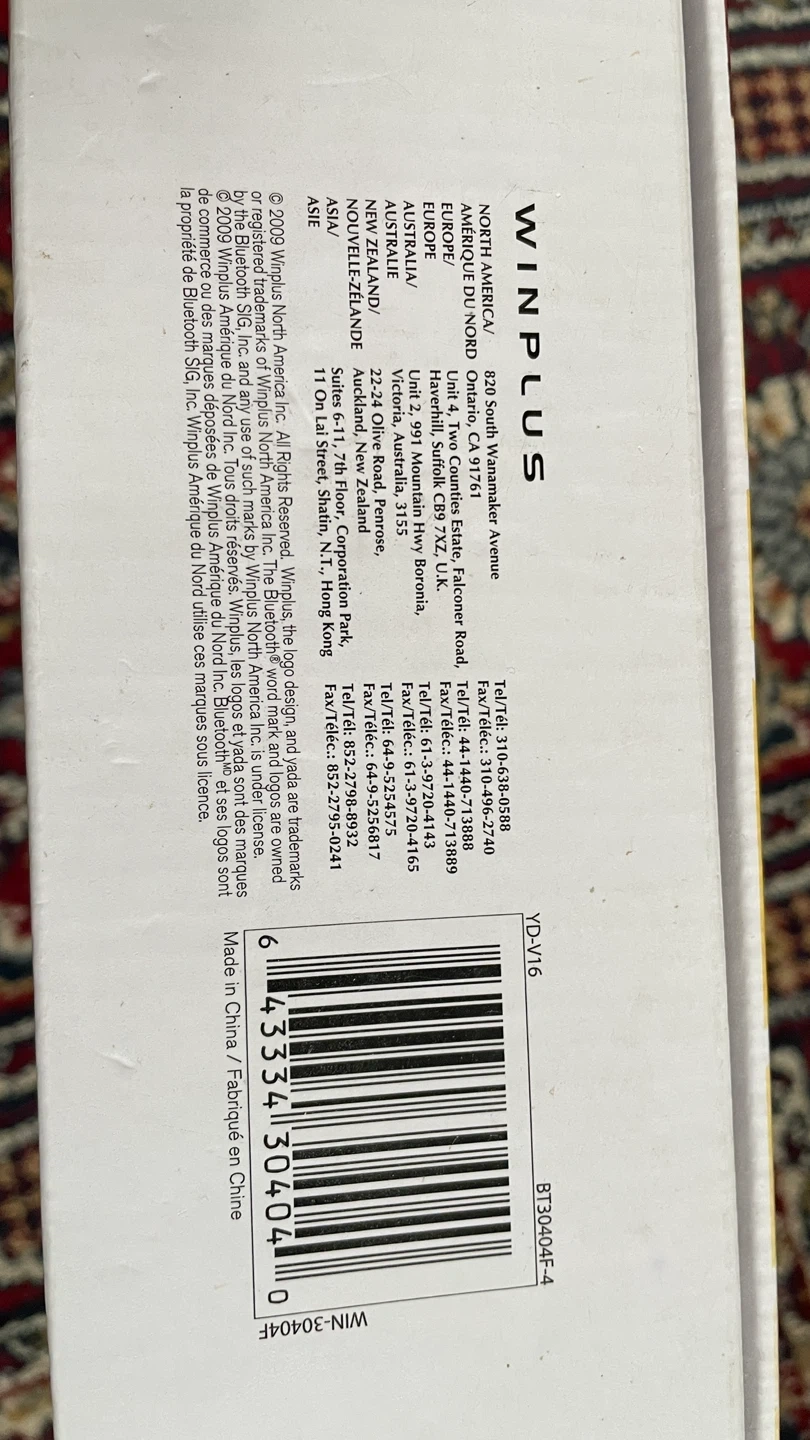 WINPLUS
NORTH AMERICA/ 820 South Wanamaker Avenue Tel/Tél: 310-638-0588
AMÉRIQUE DU NORD Ontario, CA 91761 Fax/Téléc.: 310-496-2740
EUROPE/ Unit 4, Two Counties Estate, Falconer Road, Tel/Tél: 44-1440-713888
EUROPE Haverhill, Suffolk CB9 7XZ, U.K. Fax/Téléc.: 44-1440-713889
AUSTRALIA/ Unit 2, 991 Mountain Hwy Boronia, Tel/Tél: 61-3-9720-4143
AUSTRALIE Victoria, Australia, 3155 Fax/Téléc.: 61-3-9720-4165
NEW ZEALAND/ 22-24 Olive Road, Penrose, Tel/Tél: 64-9-5254575
NOUVELLE-ZÉLANDE Auckland, New Zealand Fax/Téléc.: 64-9-5256817
ASIA/ Suites 6-11, 7th Floor, Corporation Park, Tel/Tél: 852-2798-8932
ASIE 11 On Lai Street, Shatin, N.T., Hong Kong Fax/Téléc.: 852-2795-0241
© 2009 Winplus North America Inc. All Rights Reserved. Winplus, the logo design, and yada are trademarks
or registered trademarks of Winplus North America Inc. The Bluetooth® word mark and logos are owned
by the Bluetooth SIG, Inc. and any use of such marks by Winplus North America Inc. is under license.
© 2009 Winplus Amérique du Nord Inc. Tous droits réservés. Winplus, les logos et yada sont des marques
de commerce ou des marques déposées de Winplus Amérique du Nord Inc. Bluetooth MD et ses logos sont
la propriété de Bluetooth SIG, Inc. Winplus Amérique du Nord utilise ces marques sous licence.
YD-V16 BT30404F-4
6 43334 30404 0
WIN-30404F
Made in China / Fabriqué en Chine